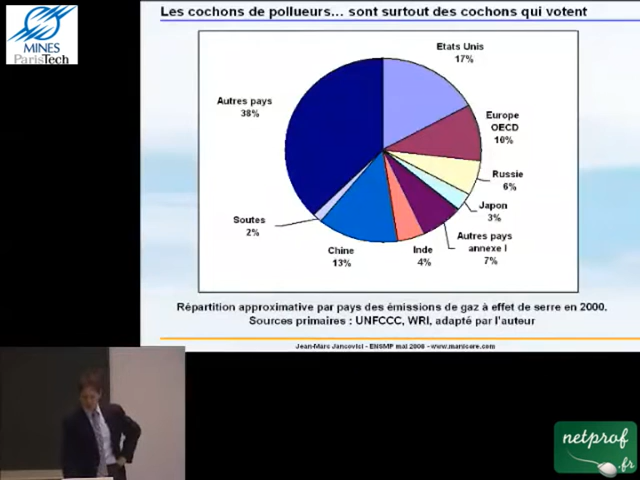 MINES
ParisTech
Les cochons de pollueurs… sont surtout des cochons qui votent
Etats Unis
17%
Autres pays
38%
Europe
OECD
10%
Russie
6%
Japon
3%
Soutes
2%
Autres pays
annexe I
7%
Chine
13%
Inde
4%
Répartition approximative par pays des émissions de gaz à effet de serre en 2000.
Sources primaires : UNFCCC, WRI, adapté par l'auteur
Jean-Marc Jancovici - ENSMP mai 2008 - www.manicore.com
netprof
.fr